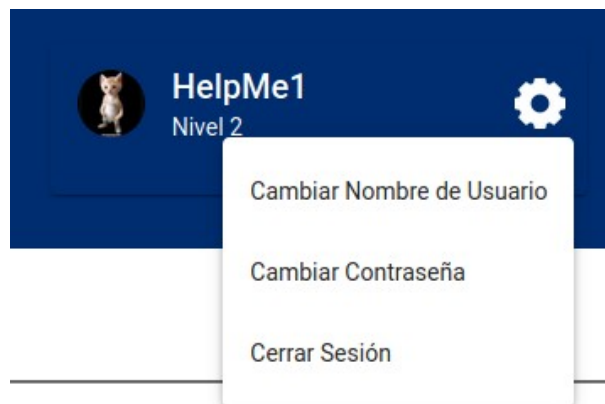 HelpMe1
Nivel 2
Cambiar Nombre de Usuario
Cambiar Contraseña
Cerrar Sesión